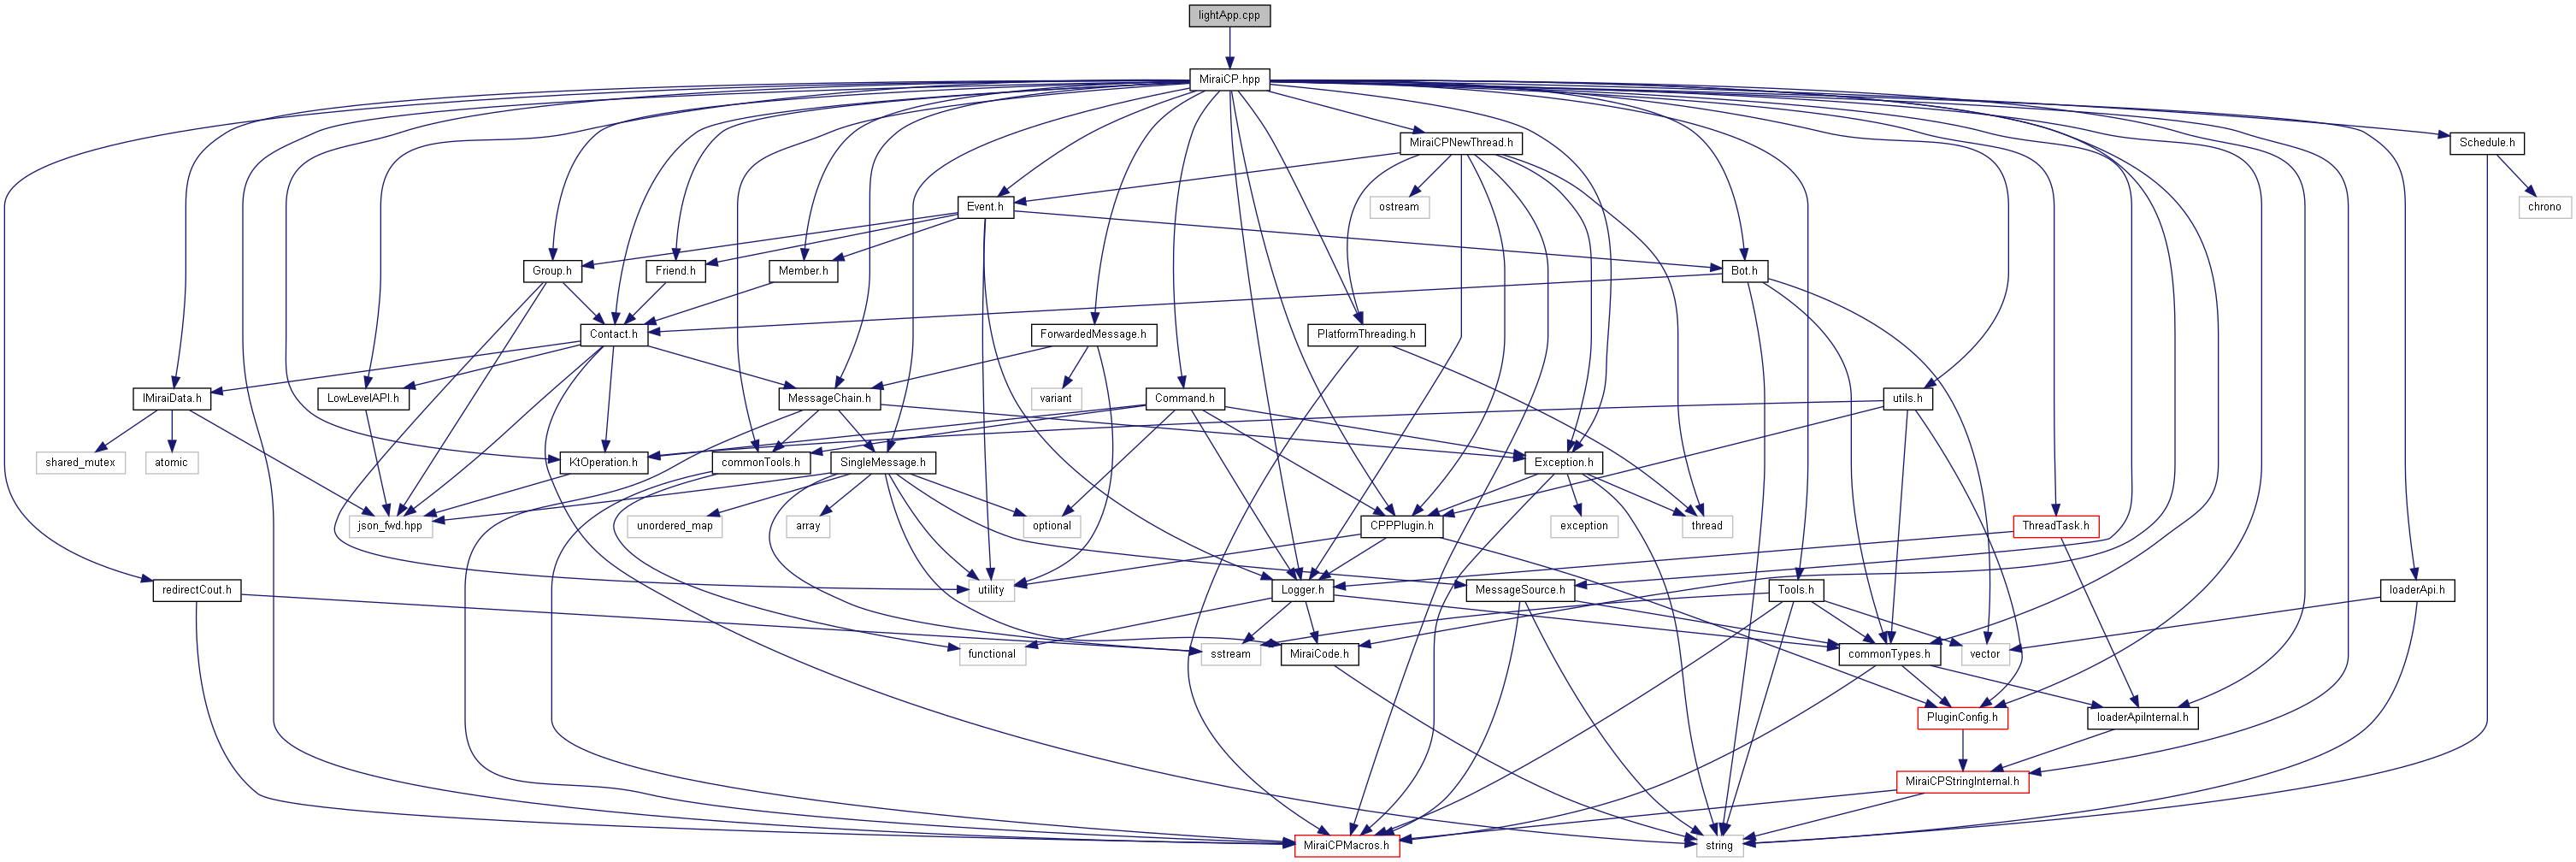 lightApp.cpp
MiraiCP.hpp
MiraiCPNewThread.h
Schedule.h
Event.h
ostream
chrono
Group.h
Friend.h
Member.h
Bot.h
Contact.h
ForwardedMessage.h
PlatformThreading.h
IMiraiData.h
LowLevelAPI.h
MessageChain.h
variant
Command.h
utils.h
shared_mutex
atomic
KtOperation.h
commonTools.h
SingleMessage.h
Exception.h
json_fwd.hpp
unordered_map
array
optional
CPPPlugin.h
exception
thread
ThreadTask.h
redirectCout.h
utility
Logger.h
MessageSource.h
Tools.h
loaderApi.h
functional
sstream
MiraiCode.h
commonTypes.h
vector
PluginConfig.h
loaderApiInternal.h
MiraiCPStringInternal.h
MiraiCPMacros.h
string